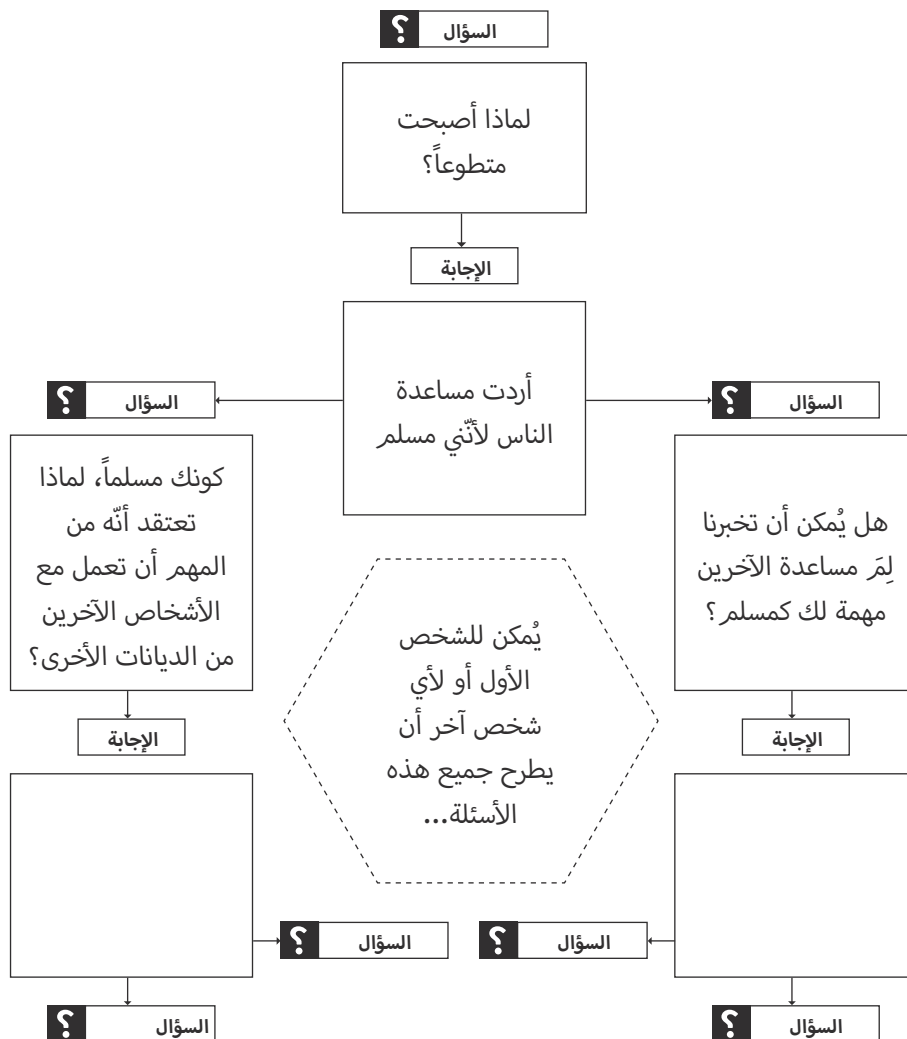 السؤال ؟
لماذا أصبحت
متطوعاً؟
الإجابة
أردت مساعدة
الناس لأنّني مسلم
السؤال ؟
هل يُمكن أن تخبرنا
لِمَ مساعدة الآخرين
مهمة لك كمسلم؟
الإجابة
السؤال ؟
كونك مسلماً، لماذا
تعتقد أنّه من
المهم أن تعمل مع
الأشخاص الآخرين
من الديانات الأخرى؟
الإجابة
يُمكن للشخص
الأول أو لأي
شخص آخر أن
يطرح جميع هذه
الأسئلة...
السؤال ؟
السؤال ؟
السؤال ؟
السؤال ؟